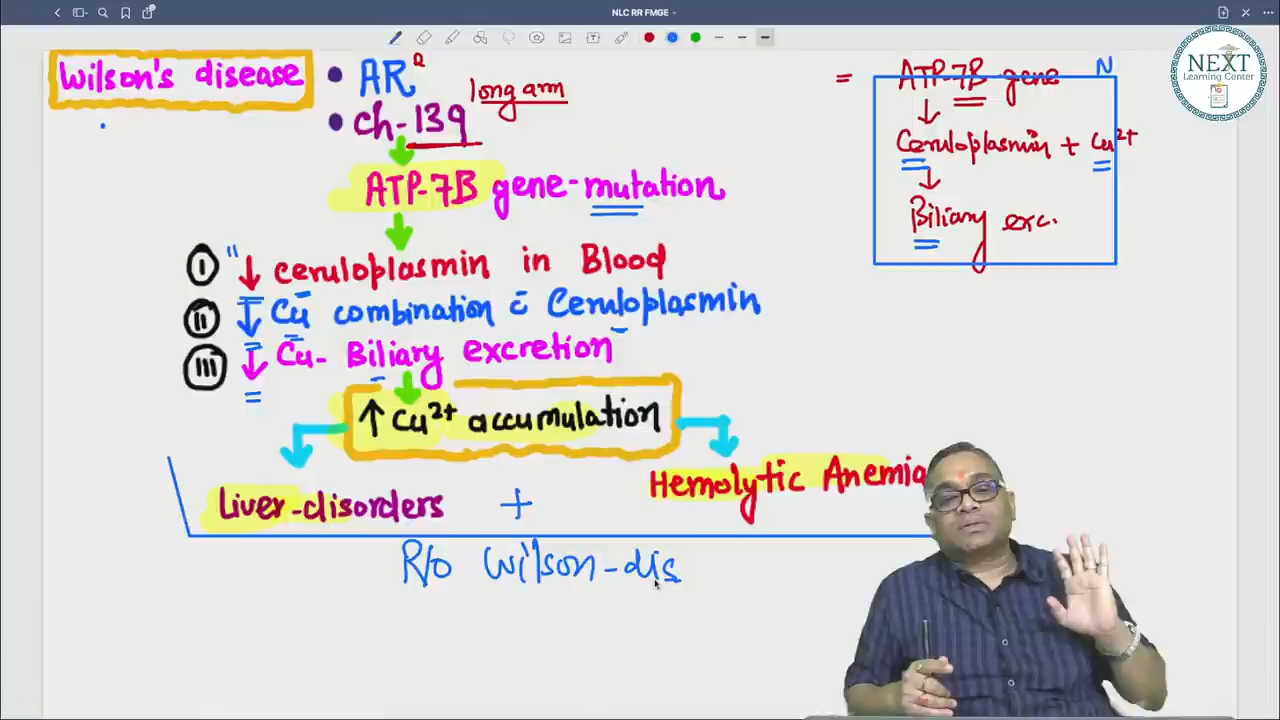 NLC RR FMGE
NEXT
Learning Center
Wilson's disease
• AR
long arm
• Ch-13q
ATP-7B gene-mutation
= ATP-7B gene N
↓
Ceruloplasmin + Cu2+
↓
Biliary exc.
I ↓ ceruloplasmin in Blood
II ↓ Cu combination c̄ Ceruloplasmin
III ↓ Cu- Biliary excretion
↑ Cu2+ accumulation
Liver-disorders + Hemolytic Anemia
R/o Wilson-dis